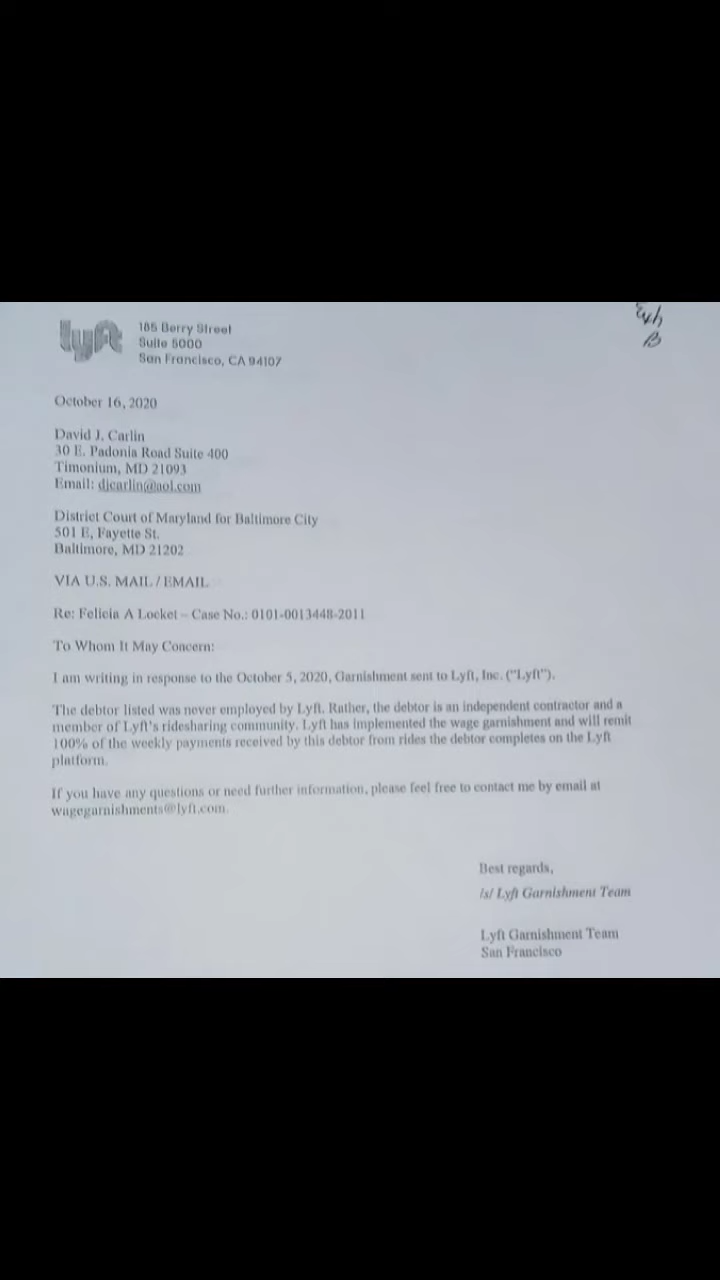 Exh
B
lyft
185 Berry Street
Suite 5000
San Francisco, CA 94107
October 16, 2020
David J. Carlin
30 E. Padonia Road Suite 400
Timonium, MD 21093
Email: djcarlin@aol.com
District Court of Maryland for Baltimore City
501 E, Fayette St.
Baltimore, MD 21202
VIA U.S. MAIL / EMAIL
Re: Felicia A Locket – Case No.: 0101-0013448-2011
To Whom It May Concern:
I am writing in response to the October 5, 2020, Garnishment sent to Lyft, Inc. ("Lyft").
The debtor listed was never employed by Lyft. Rather, the debtor is an independent contractor and a
member of Lyft's ridesharing community. Lyft has implemented the wage garnishment and will remit
100% of the weekly payments received by this debtor from rides the debtor completes on the Lyft
platform.
If you have any questions or need further information, please feel free to contact me by email at
wagegarnishments@lyft.com.
Best regards,
/s/ Lyft Garnishment Team
Lyft Garnishment Team
San Francisco